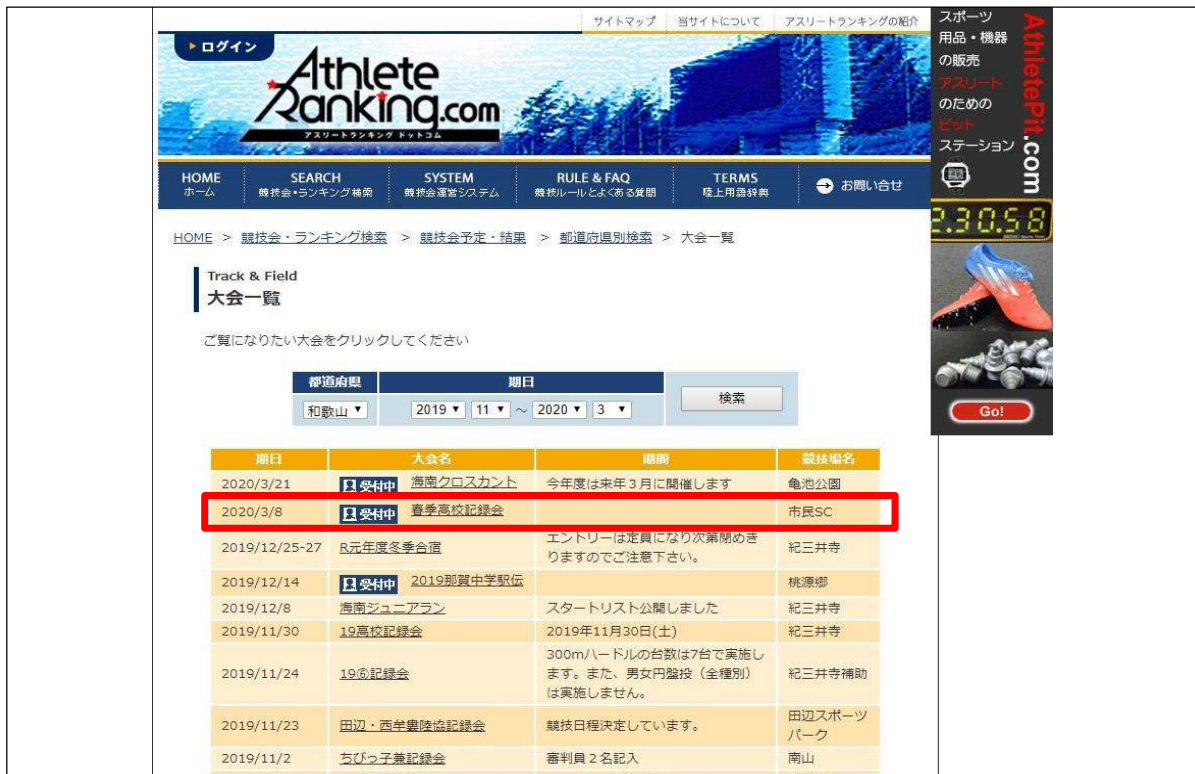 サイトマップ 当サイトについて アスリートランキングの紹介
ログイン
Athlete
Ranking.com
アスリートランキング ドットコム
HOME SEARCH SYSTEM RULE & FAQ TERMS
ホーム 競技会・ランキング検索 競技会運営システム 競技ルールとよくある質問 陸上用語辞典 お問い合せ
HOME > 競技会・ランキング検索 > 競技会予定・結果 > 都道府県別検索 > 大会一覧
Track & Field
大会一覧
ご覧になりたい大会をクリックしてください
都道府県 期日
和歌山 2019 11 ～ 2020 3 検索
期日 大会名 期間 競技場名
2020/3/21 受付中 海南クロスカント 今年度は来年３月に開催します 亀池公園
2020/3/8 受付中 春季高校記録会 市民SC
2019/12/25-27 R元年度冬季合宿 エントリーは定員になり次第閉めき
りますのでご注意下さい。 紀三井寺
2019/12/14 受付中 2019那賀中学駅伝 桃源郷
2019/12/8 海南ジュニアラン スタートリスト公開しました 紀三井寺
2019/11/30 19高校記録会 2019年11月30日(土) 紀三井寺
2019/11/24 19⑥記録会 300mハードルの台数は7台で実施し
ます。また、男女円盤投（全種別）
は実施しません。 紀三井寺補助
2019/11/23 田辺・西牟婁陸協記録会 競技日程決定しています。 田辺スポーツ
パーク
2019/11/2 ちびっ子兼記録会 審判員２名記入 南山
スポーツ
用品・機器
の販売
アスリート
のための
ピット
ステーション
AthletePit.com
2.30.58
Go!